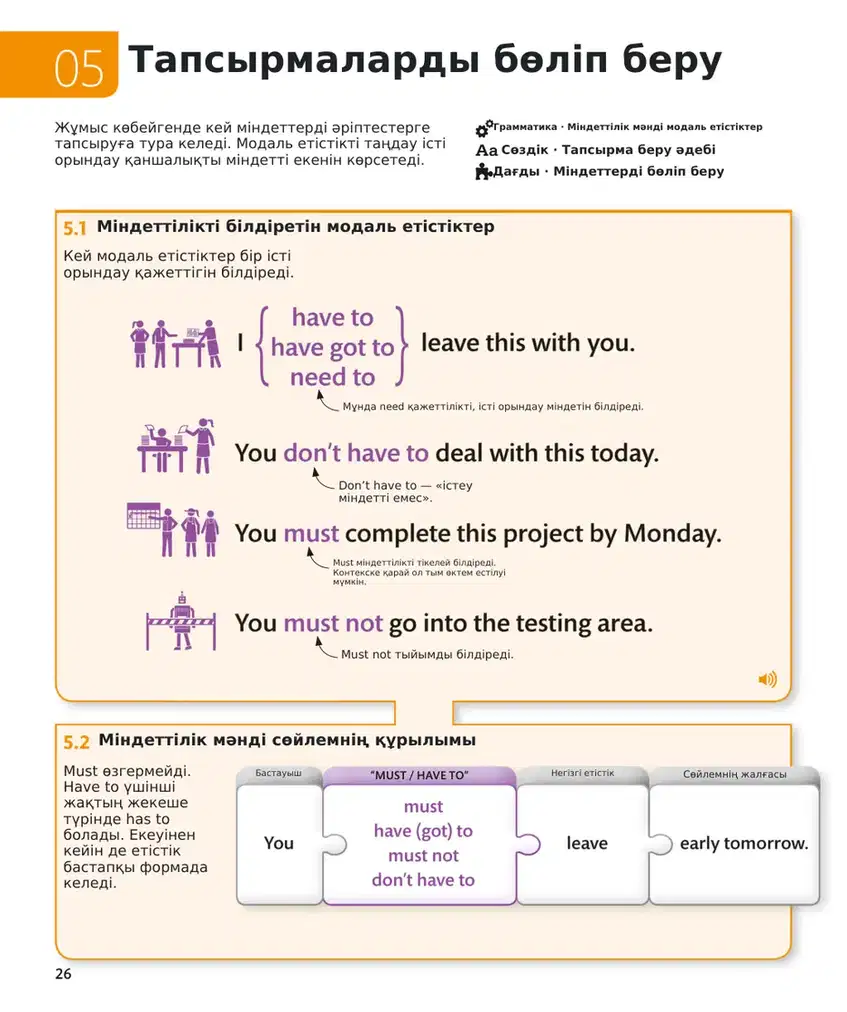 05 Тапсырмаларды бөліп беру
Жұмыс көбейгенде кей міндеттерді әріптестерге
тапсыруға тура келеді. Модаль етістікті таңдау істі
орындау қаншалықты міндетті екенін көрсетеді.
Грамматика · Міндеттілік мәнді модаль етістіктер
Aa Сөздік · Тапсырма беру әдебі
Дағды · Міндеттерді бөліп беру
5.1 Міндеттілікті білдіретін модаль етістіктер
Кей модаль етістіктер бір істі
орындау қажеттігін білдіреді.
have to
I have got to leave this with you.
need to
Мұнда need қажеттілікті, істі орындау міндетін білдіреді.
You don't have to deal with this today.
Don't have to — «істеу
міндетті емес».
You must complete this project by Monday.
Must міндеттілікті тікелей білдіреді.
Контекске қарай ол тым өктем естілуі
мүмкін.
You must not go into the testing area.
Must not тыйымды білдіреді.
5.2 Міндеттілік мәнді сөйлемнің құрылымы
Must өзгермейді.
Have to үшінші
жақтың жекеше
түрінде has to
болады. Екеуінен
кейін де етістік
бастапқы формада
келеді.
Бастауыш
"MUST / HAVE TO"
Негізгі етістік
Сөйлемнің жалғасы
You
must
have (got) to
must not
don't have to
leave
early tomorrow.
26